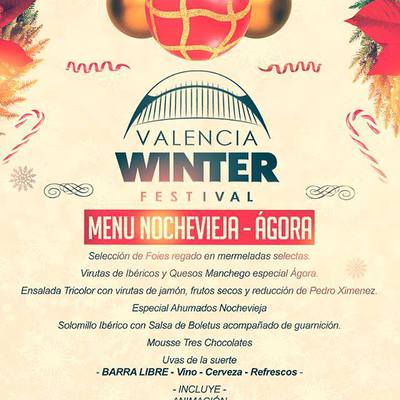 VALENCIA
WINTER
FESTIVAL
MENU NOCHEVIEJA - ÁGORA
Selección de Foies regado en mermeladas selectas.
Virutas de Ibéricos y Quesos Manchego especial Ágora.
Ensalada Tricolor con virutas de jamón, frutos secos y reducción de Pedro Ximenez.
Especial Ahumados Nochevieja
Solomillo Ibérico con Salsa de Boletus acompañado de guarnición.
Mousse Tres Chocolates
Uvas de la suerte
- BARRA LIBRE - Vino - Cerveza - Refrescos -
- INCLUYE -
ANIMACIÓN